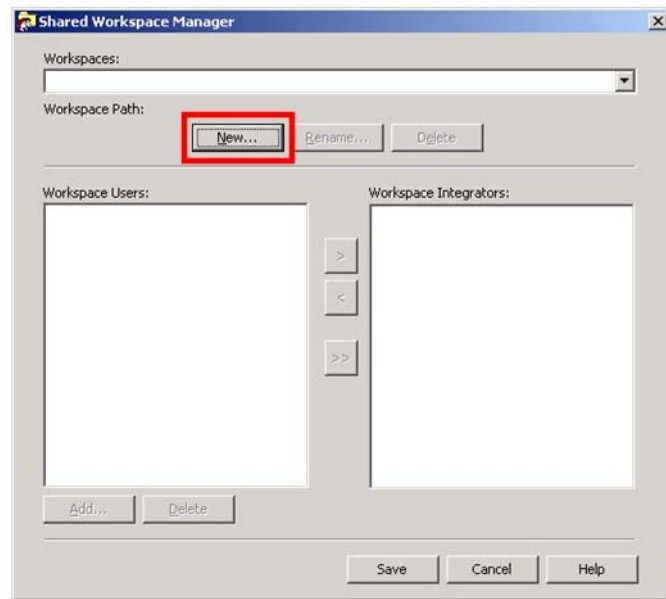 Shared Workspace Manager
Workspaces:
Workspace Path:
New... Rename... Delete
Workspace Users: Workspace Integrators:
>
<
>>
Add... Delete
Save Cancel Help